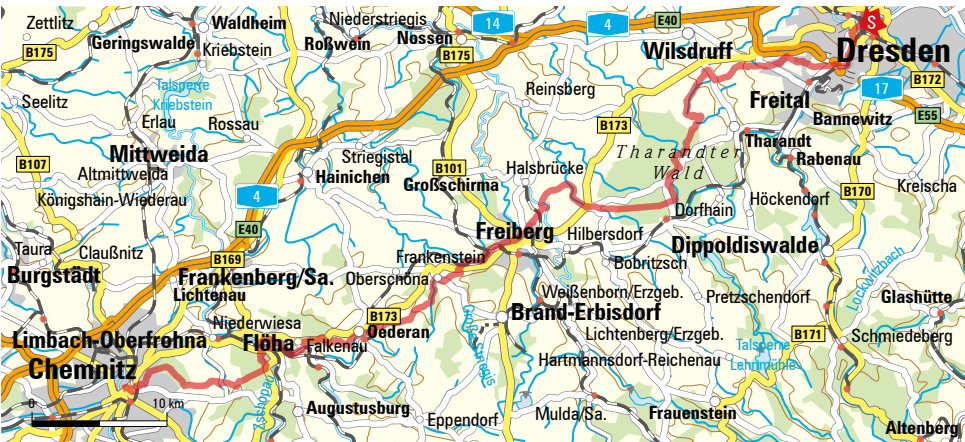 Zettlitz
Waldheim
Niederstriegis
14
4
E40
S
Geringswalde
Kriebstein
Roßwein
Nossen
B175
B175
Wilsdruff
Dresden
B172
Talsperre
Kriebstein
Reinsberg
17
Seelitz
Freital
Erlau
Rossau
B173
Bannewitz
E55
Mittweida
Striegistal
Tharandter
Wald
Tharandt
Rabenau
B107
Altmittweida
Hainichen
B101
Halsbrücke
Großschirma
Königshain-Wiederau
4
B170
Kreischa
Höckendorf
Dorfhain
E40
Freiberg
Hilbersdorf
Taura
Claußnitz
Dippoldiswalde
B169
Frankenstein
Bobritzsch
Burgstädt
Frankenberg/Sa.
Oberschöna
Lockwitzbach
Lichtenau
Weißenborn/Erzgeb.
Pretzschendorf
Glashütte
Niederwiesa
B173
Brand-Erbisdorf
Große Striegis
Oederan
Lichtenberg/Erzgeb.
B171
Schmiedeberg
Limbach-Oberfrohna
Flöha
Falkenau
Talsperre
Lehnmühle
Chemnitz
Hartmannsdorf-Reichenau
Zschopau
0
10 km
Augustusburg
Eppendorf
Mulda/Sa.
Frauenstein
Altenberg